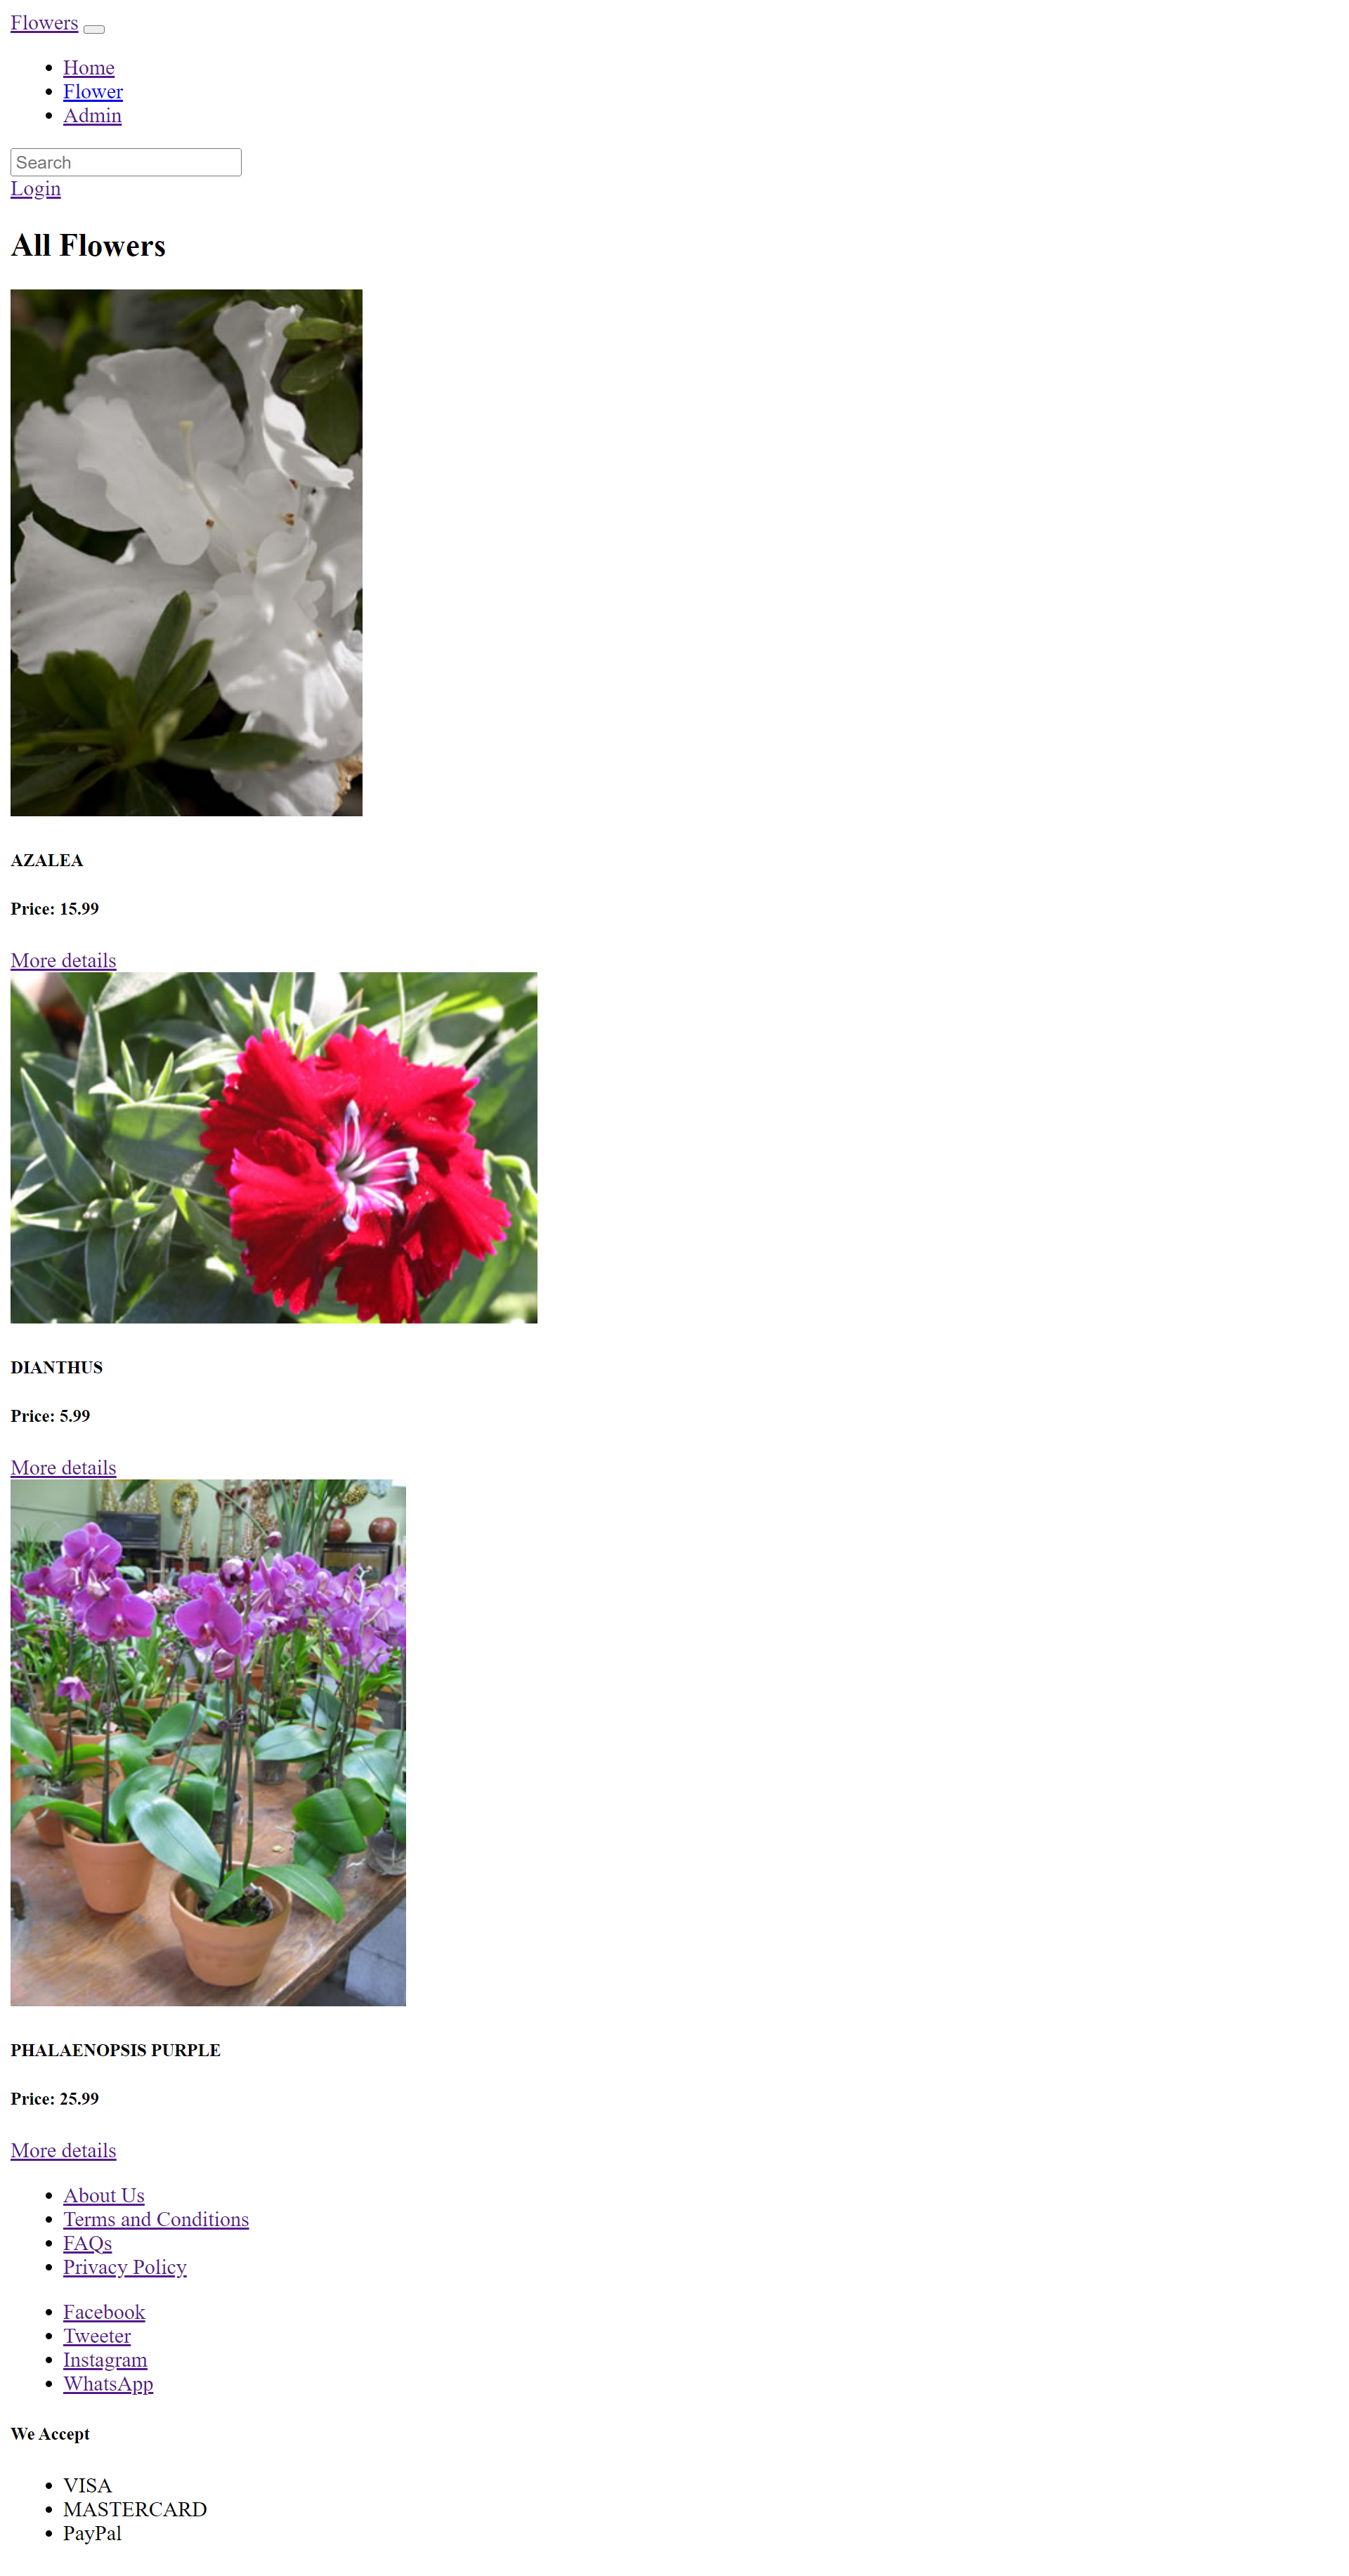 Flowers
Home
Flower
Admin
Search
Login
All Flowers
AZALEA
Price: 15.99
More details
DIANTHUS
Price: 5.99
More details
PHALAENOPSIS PURPLE
Price: 25.99
More details
About Us
Terms and Conditions
FAQs
Privacy Policy
Facebook
Tweeter
Instagram
WhatsApp
We Accept
VISA
MASTERCARD
PayPal